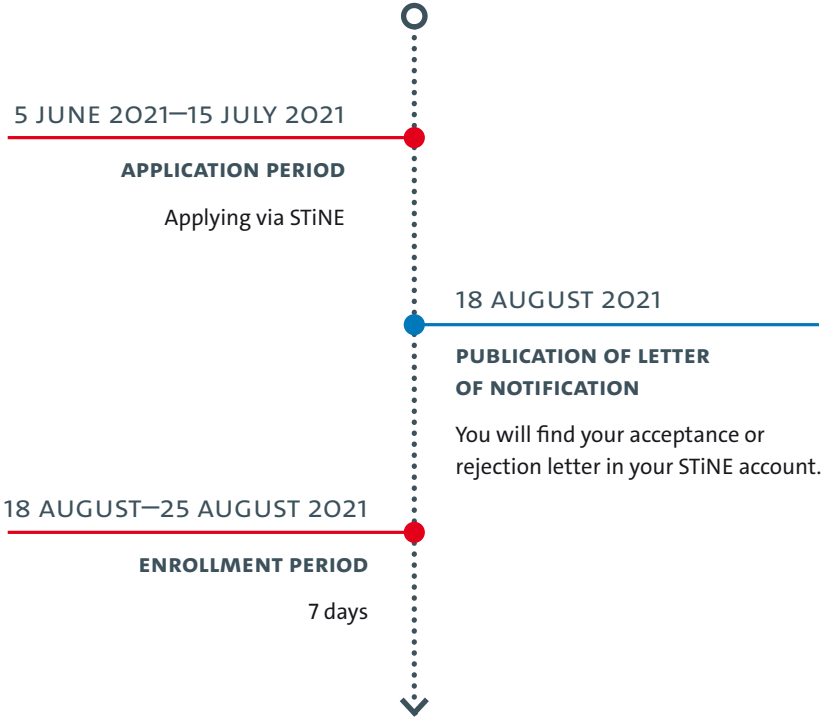 5 JUNE 2021—15 JULY 2021
APPLICATION PERIOD
Applying via STiNE
18 AUGUST 2021
PUBLICATION OF LETTER
OF NOTIFICATION
You will find your acceptance or
rejection letter in your STiNE account.
18 AUGUST—25 AUGUST 2021
ENROLLMENT PERIOD
7 days